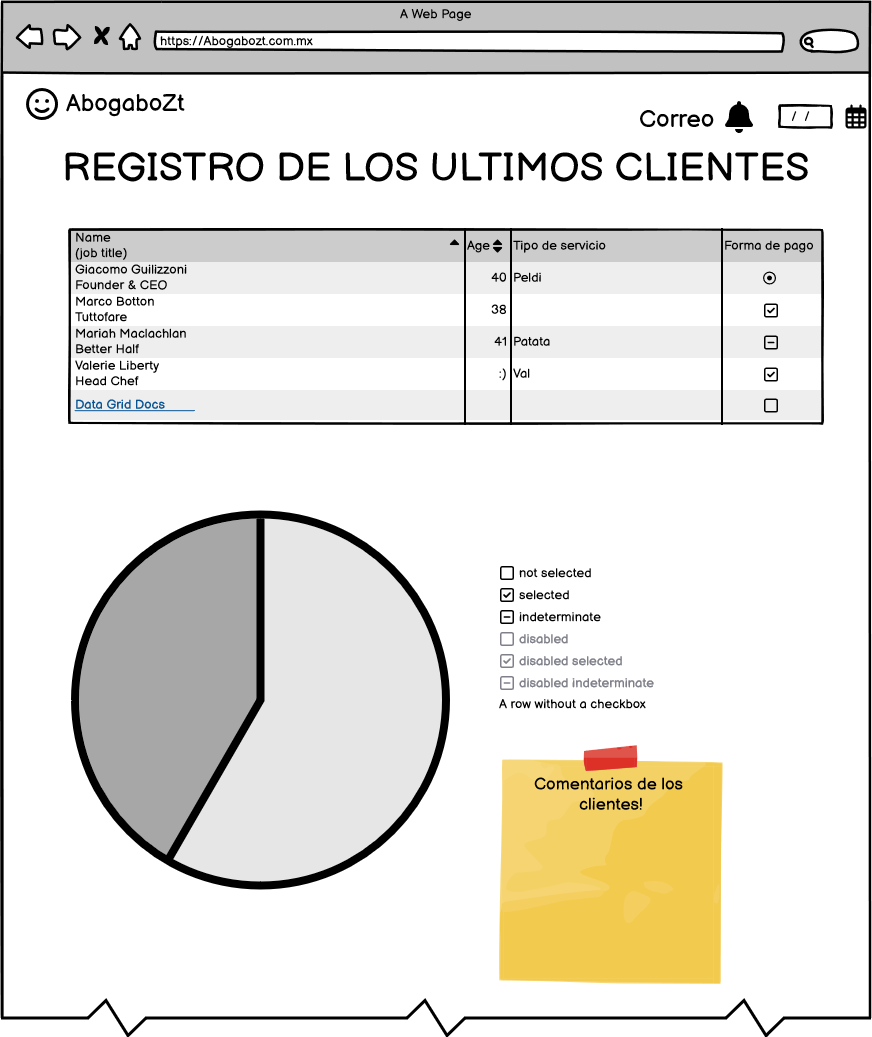 A Web Page
https://Abogabozt.com.mx
AbogaboZt
Correo
/ /
REGISTRO DE LOS ULTIMOS CLIENTES
Name
(job title)
Age
Tipo de servicio
Forma de pago
Giacomo Guilizzoni
Founder & CEO
40
Peldi
Marco Botton
Tuttofare
38
Mariah Maclachlan
Better Half
41
Patata
Valerie Liberty
Head Chef
:)
Val
Data Grid Docs
not selected
selected
indeterminate
disabled
disabled selected
disabled indeterminate
A row without a checkbox
Comentarios de los
clientes!